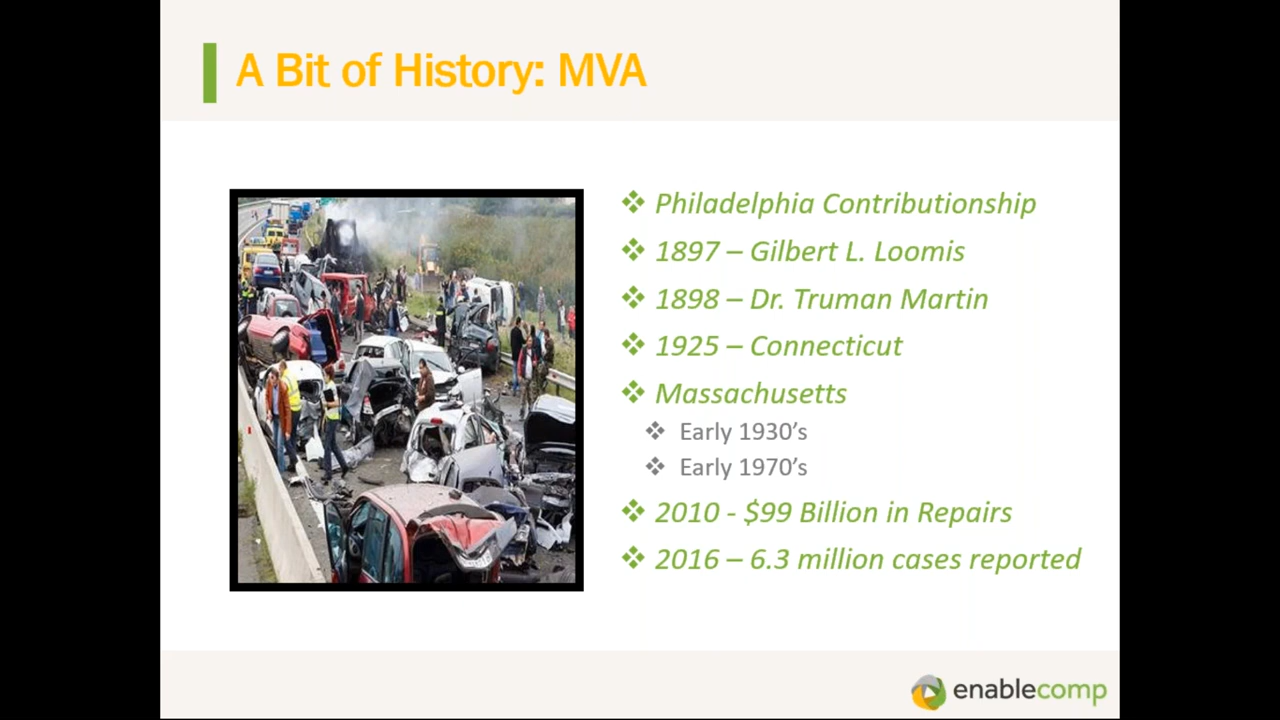 A Bit of History: MVA
Philadelphia Contributionship
1897 – Gilbert L. Loomis
1898 – Dr. Truman Martin
1925 – Connecticut
Massachusetts
Early 1930’s
Early 1970’s
2010 - $99 Billion in Repairs
2016 – 6.3 million cases reported
enablecomp